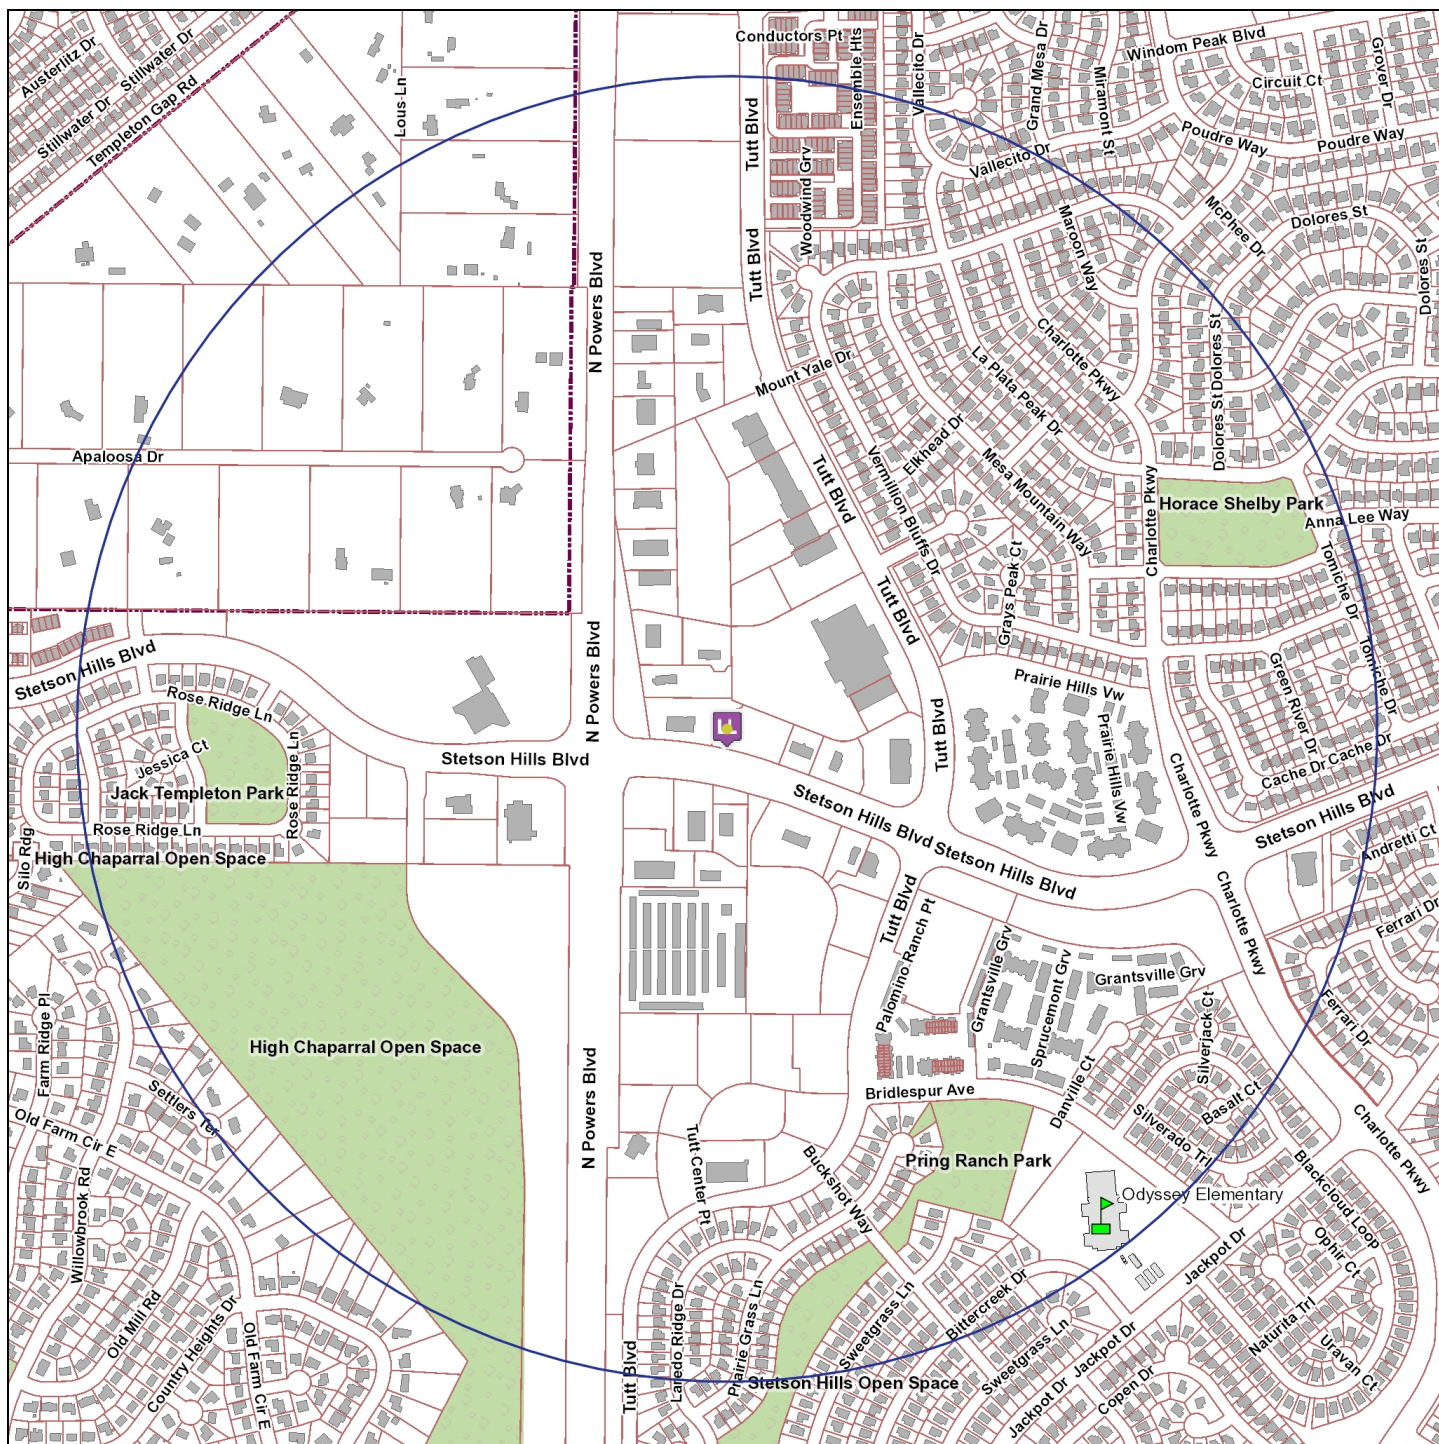 Conductors Pt
Ensemble Hts
Vallecito Dr
Grand Mesa Dr
Miramont St
Windom Peak Blvd
Circuit Ct
Grover Dr
Austerlitz Dr
Stillwater Dr
Stillwater Dr
Templeton Gap Rd
Lous Ln
Tutt Blvd
Woodwind Grv
Vallecito Dr
Poudre Way
Poudre Way
McPhee Dr
Dolores St
Dolores St
Maroon Way
Tutt Blvd
N Powers Blvd
Mount Yale Dr
La Plata Peak Dr
Charlotte Pkwy
Dolores St
Dolores St
Elkhead Dr
Vermillion Bluffs Dr
Mesa Mountain Way
Apaloosa Dr
Tutt Blvd
Charlotte Pkwy
Horace Shelby Park
Anna Lee Way
Tomiche Dr
Grays Peak Ct
Tutt Blvd
N Powers Blvd
Stetson Hills Blvd
Rose Ridge Ln
Prairie Hills Vw
Prairie Hills Vw
Green River Dr
Tomiche Dr
Tutt Blvd
Jessica Ct
Rose Ridge Ln
Stetson Hills Blvd
Charlotte Pkwy
Cache Dr
Cache Dr
Jack Templeton Park
Rose Ridge Ln
Stetson Hills Blvd
Stetson Hills Blvd
Stetson Hills Blvd
Andretti Ct
Silo Rdg
High Chaparral Open Space
Tutt Blvd
Palomino Ranch Pt
Grantsville Grv
Sprucemont Grv
Grantsville Grv
Charlotte Pkwy
Ferrari Dr
Ferrari Dr
Farm Ridge Pl
High Chaparral Open Space
N Powers Blvd
Silverjack Ct
Basalt Ct
Danville Ct
Silverado Trl
Bridlespur Ave
Settlers Ter
Old Farm Cir E
Charlotte Pkwy
Pring Ranch Park
Tutt Center Pt
Buckshot Way
Odyssey Elementary
Blackcloud Loop
Ophir Ct
Willowbrook Rd
Jackpot Dr
Old Mill Rd
Country Heights Dr
Old Farm Cir E
Tutt Blvd
Laredo Ridge Dr
Prairie Grass Ln
Sweetgrass Ln
Bittercreek Dr
Sweetgrass Ln
Jackpot Dr
Jackpot Dr
Copen Dr
Naturita Trl
Uravan Ct
Stetson Hills Open Space